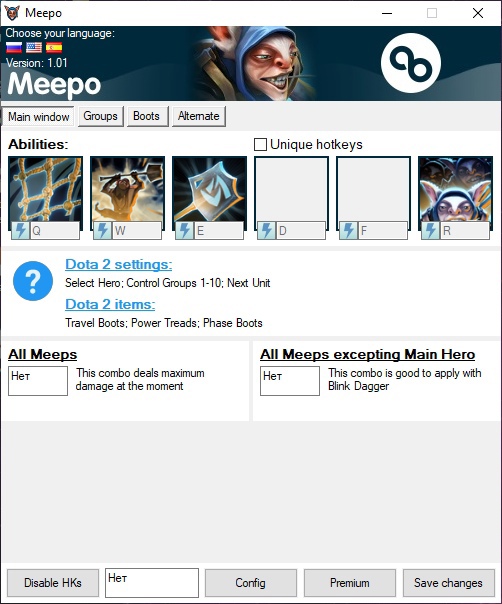 Meepo
Choose your language:
Version: 1.01
Meepo
Main window Groups Boots Alternate
Abilities:
Unique hotkeys
Q W E D F R
Dota 2 settings:
Select Hero; Control Groups 1-10; Next Unit
Dota 2 items:
Travel Boots; Power Treads; Phase Boots
All Meeps
Нет
This combo deals maximum
damage at the moment
All Meeps excepting Main Hero
Нет
This combo is good to apply with
Blink Dagger
Disable HKs Нет Config Premium Save changes